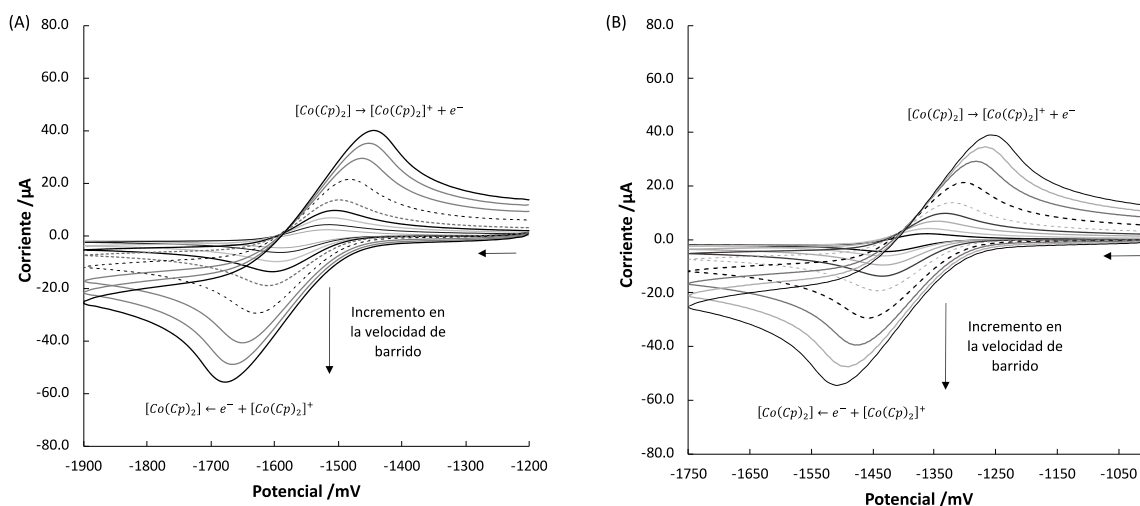 (A)
80.0
60.0
40.0
20.0
0.0
-20.0
-40.0
-60.0
-80.0
Corriente /µA
[Co(Cp)₂] → [Co(Cp)₂]⁺ + e⁻
Incremento en
la velocidad de
barrido
[Co(Cp)₂] ← e⁻ + [Co(Cp)₂]⁺
-1900 -1800 -1700 -1600 -1500 -1400 -1300 -1200
Potencial /mV
(B)
80.0
60.0
40.0
20.0
0.0
-20.0
-40.0
-60.0
-80.0
Corriente /µA
[Co(Cp)₂] → [Co(Cp)₂]⁺ + e⁻
Incremento en
la velocidad de
barrido
[Co(Cp)₂] ← e⁻ + [Co(Cp)₂]⁺
-1750 -1650 -1550 -1450 -1350 -1250 -1150 -1050
Potencial /mV